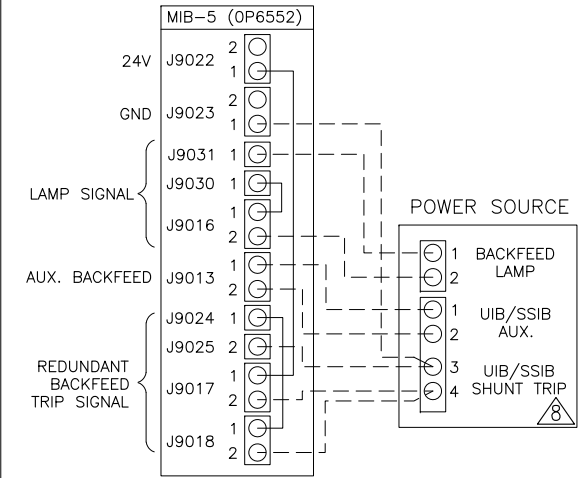 MIB-5 (0P6552)
24V J9022 2
1
GND J9023 2
1
LAMP SIGNAL
J9031 1
J9030 1
J9016 1
2
AUX. BACKFEED J9013 1
2
REDUNDANT
BACKFEED
TRIP SIGNAL
J9024 1
J9025 2
J9017 1
2
J9018 1
2
POWER SOURCE
1 BACKFEED
2 LAMP
1 UIB/SSIB
2 AUX.
3 UIB/SSIB
4 SHUNT TRIP
8